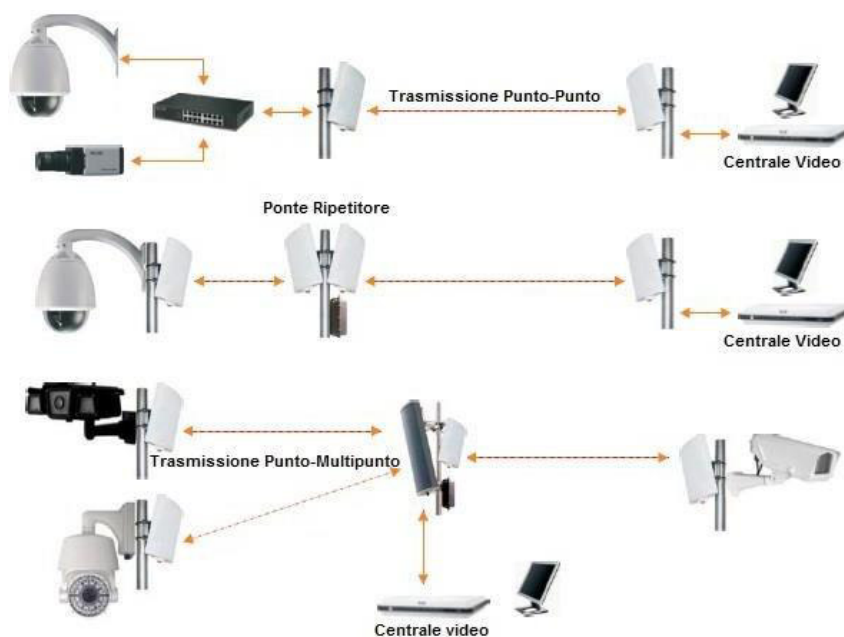 Trasmissione Punto-Punto
Centrale Video
Ponte Ripetitore
Centrale Video
Trasmissione Punto-Multipunto
Centrale video